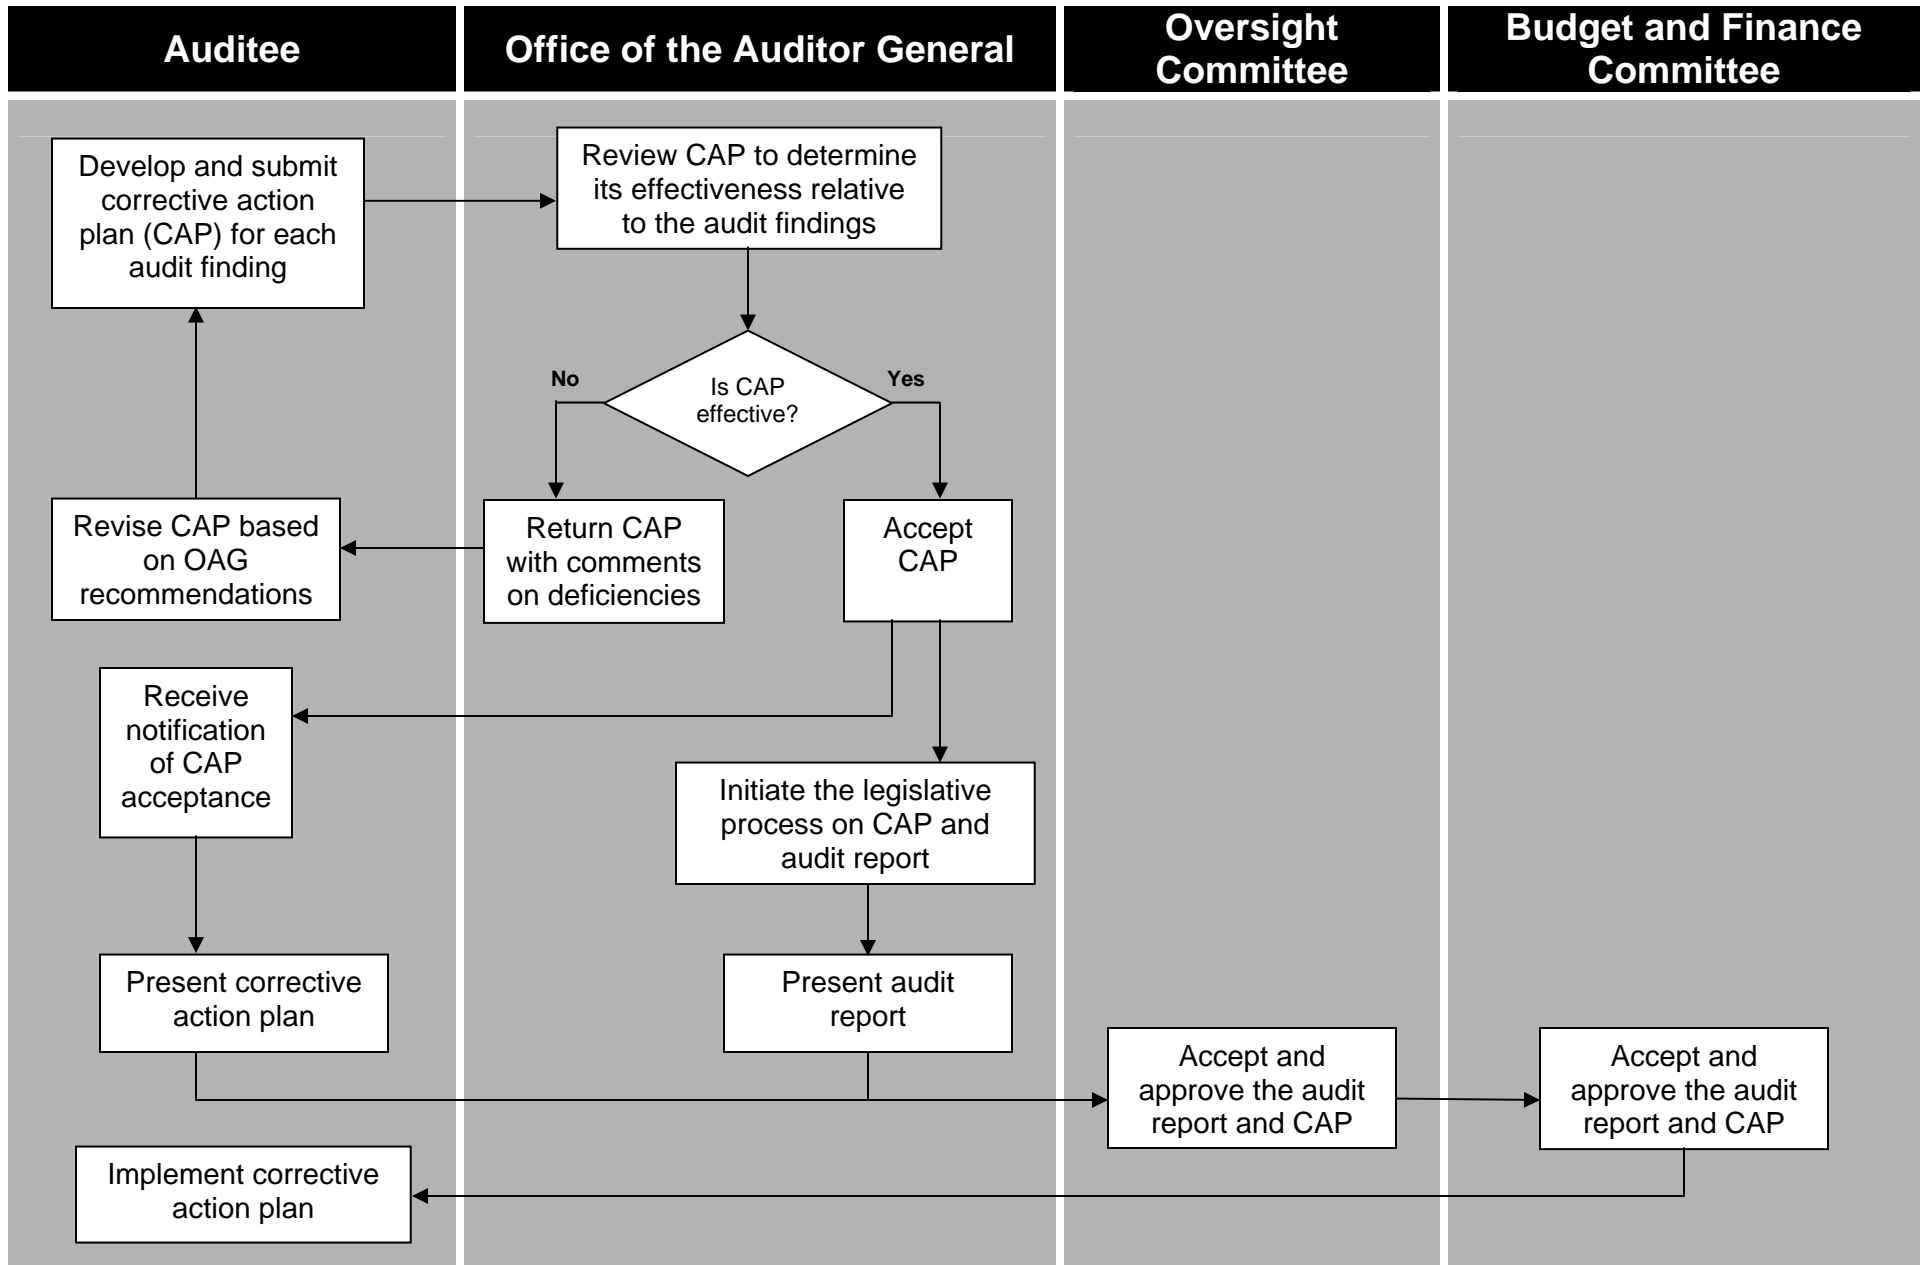 Auditee
Office of the Auditor General
Oversight
Committee
Budget and Finance
Committee
Develop and submit
corrective action
plan (CAP) for each
audit finding
Review CAP to determine
its effectiveness relative
to the audit findings
No
Is CAP
effective?
Yes
Revise CAP based
on OAG
recommendations
Return CAP
with comments
on deficiencies
Accept
CAP
Receive
notification
of CAP
acceptance
Initiate the legislative
process on CAP and
audit report
Present corrective
action plan
Present audit
report
Accept and
approve the audit
report and CAP
Accept and
approve the audit
report and CAP
Implement corrective
action plan